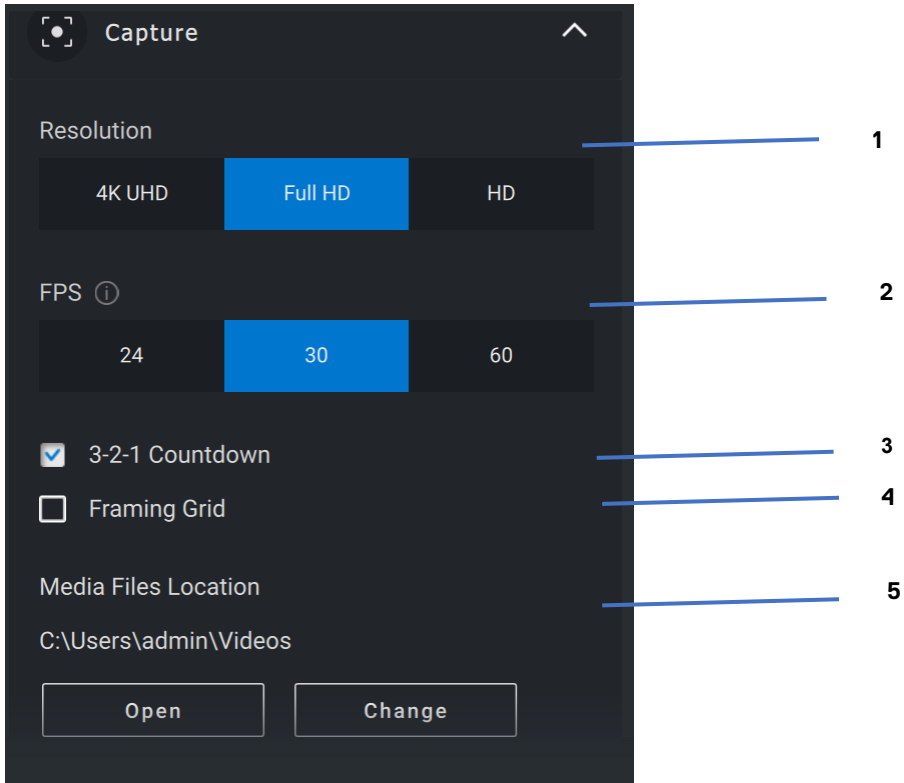 Capture
Resolution
1
4K UHD Full HD HD
FPS
2
24 30 60
3-2-1 Countdown
3
Framing Grid
4
Media Files Location
5
C:\Users\admin\Videos
Open Change